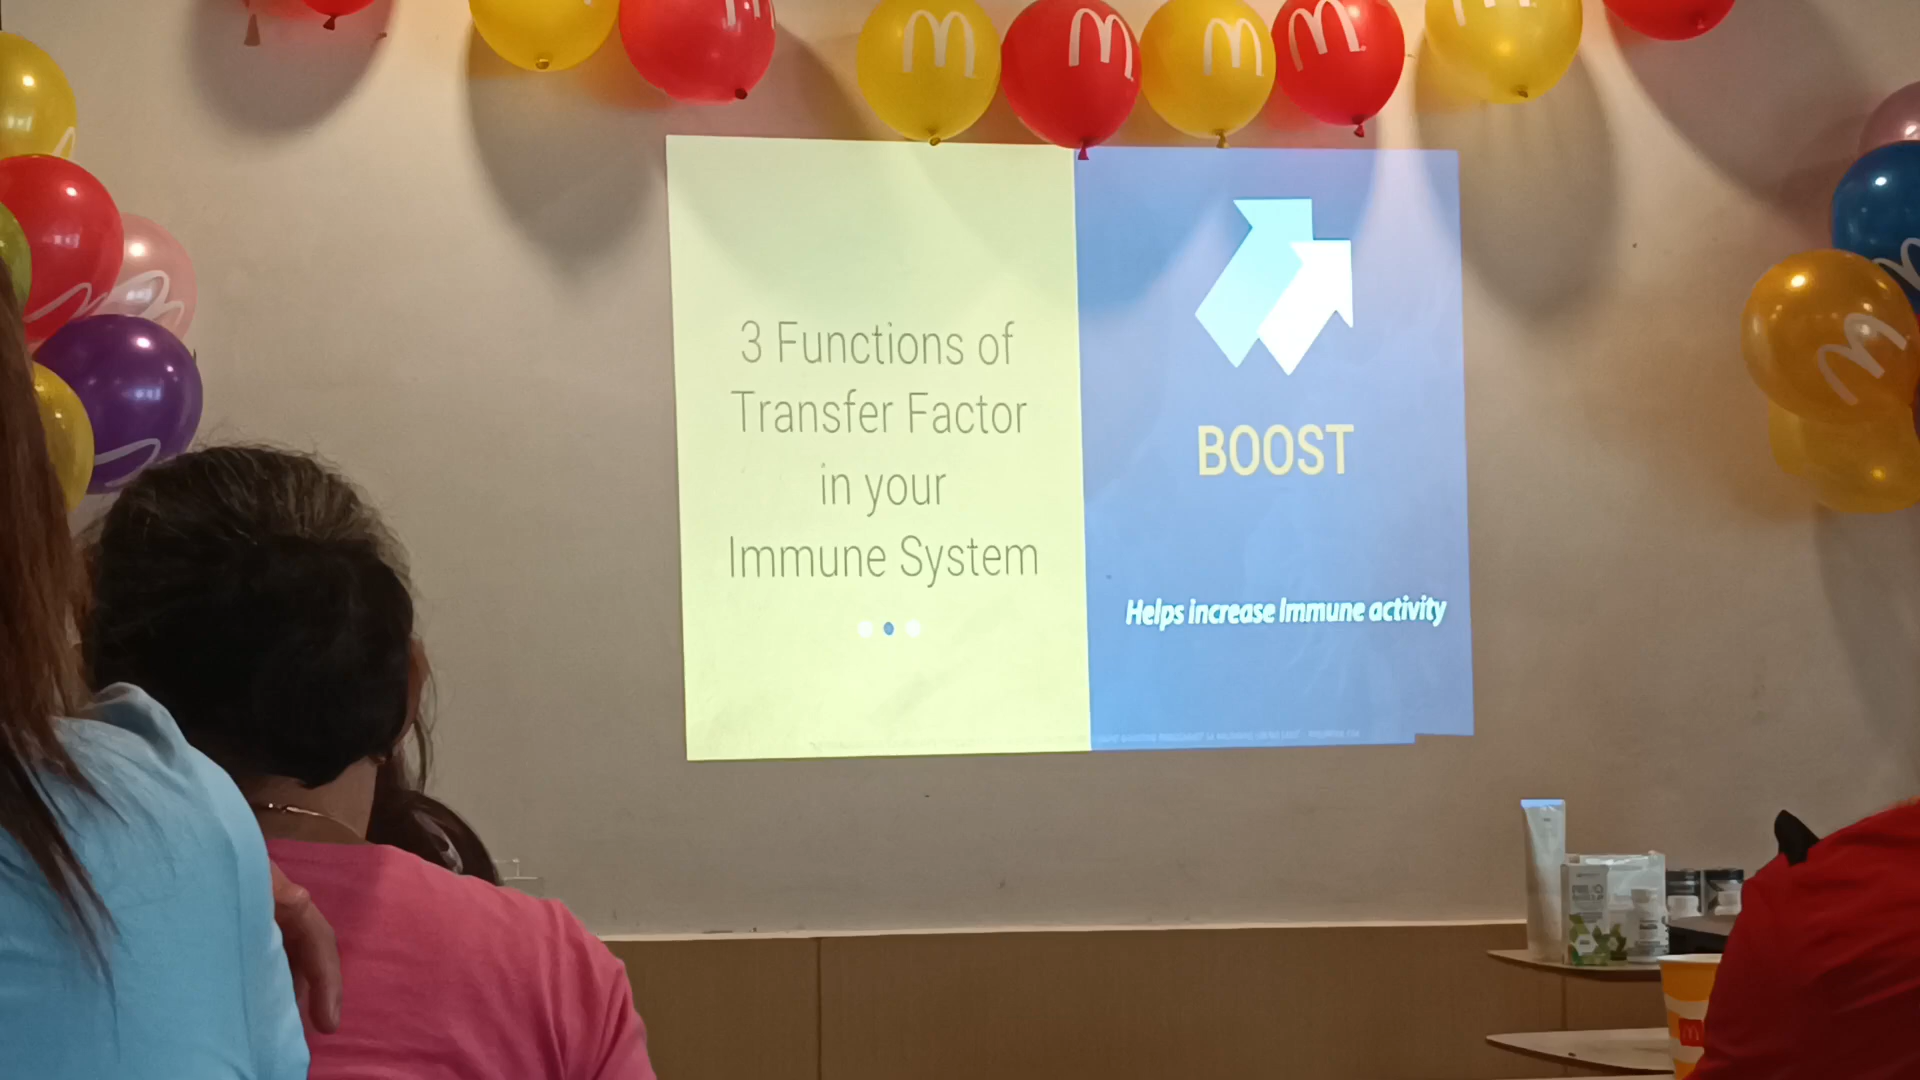 3 Functions of
Transfer Factor
in your
Immune System
BOOST
Helps increase Immune activity